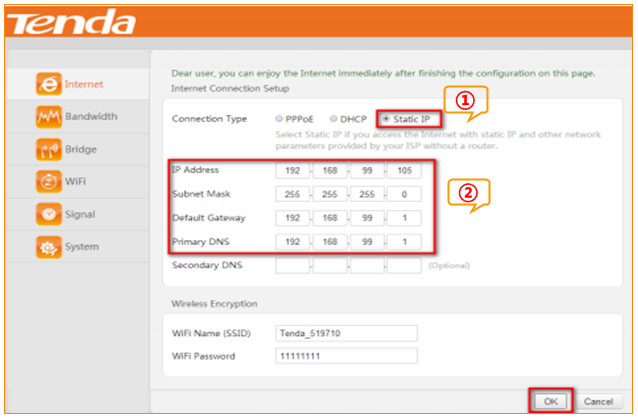 Tenda
Dear user, you can enjoy the Internet immediately after finishing the configuration on this page.
Internet Connection Setup
Internet
Bandwidth
Bridge
WiFi
Signal
System
Connection Type PPPoE DHCP Static IP
①
Select Static IP if you access the Internet with static IP and other network
parameters provided by your ISP without a router.
IP Address 192 . 168 . 99 . 105
Subnet Mask 255 . 255 . 255 . 0
②
Default Gateway 192 . 168 . 99 . 1
Primary DNS 192 . 168 . 99 . 1
Secondary DNS . . . (Optional)
Wireless Encryption
WiFi Name (SSID) Tenda_519710
WiFi Password 11111111
OK Cancel